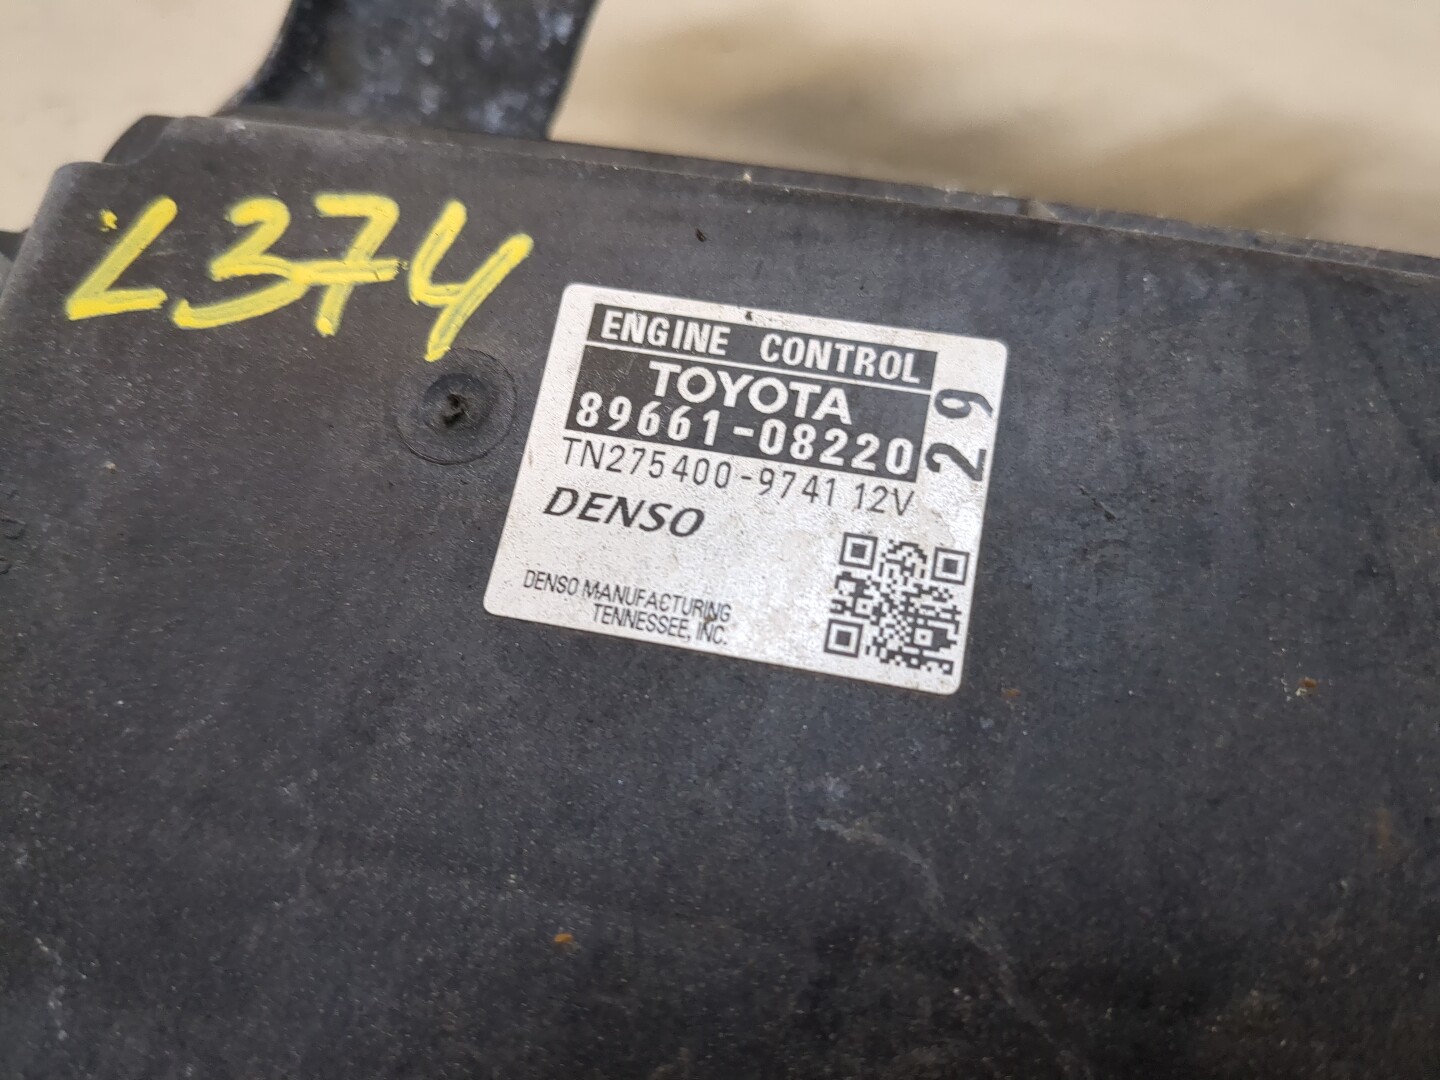 L374
ENGINE CONTROL
TOYOTA
89661-08220
29
TN275400-9741 12V
DENSO
DENSO MANUFACTURING
TENNESSEE, INC.